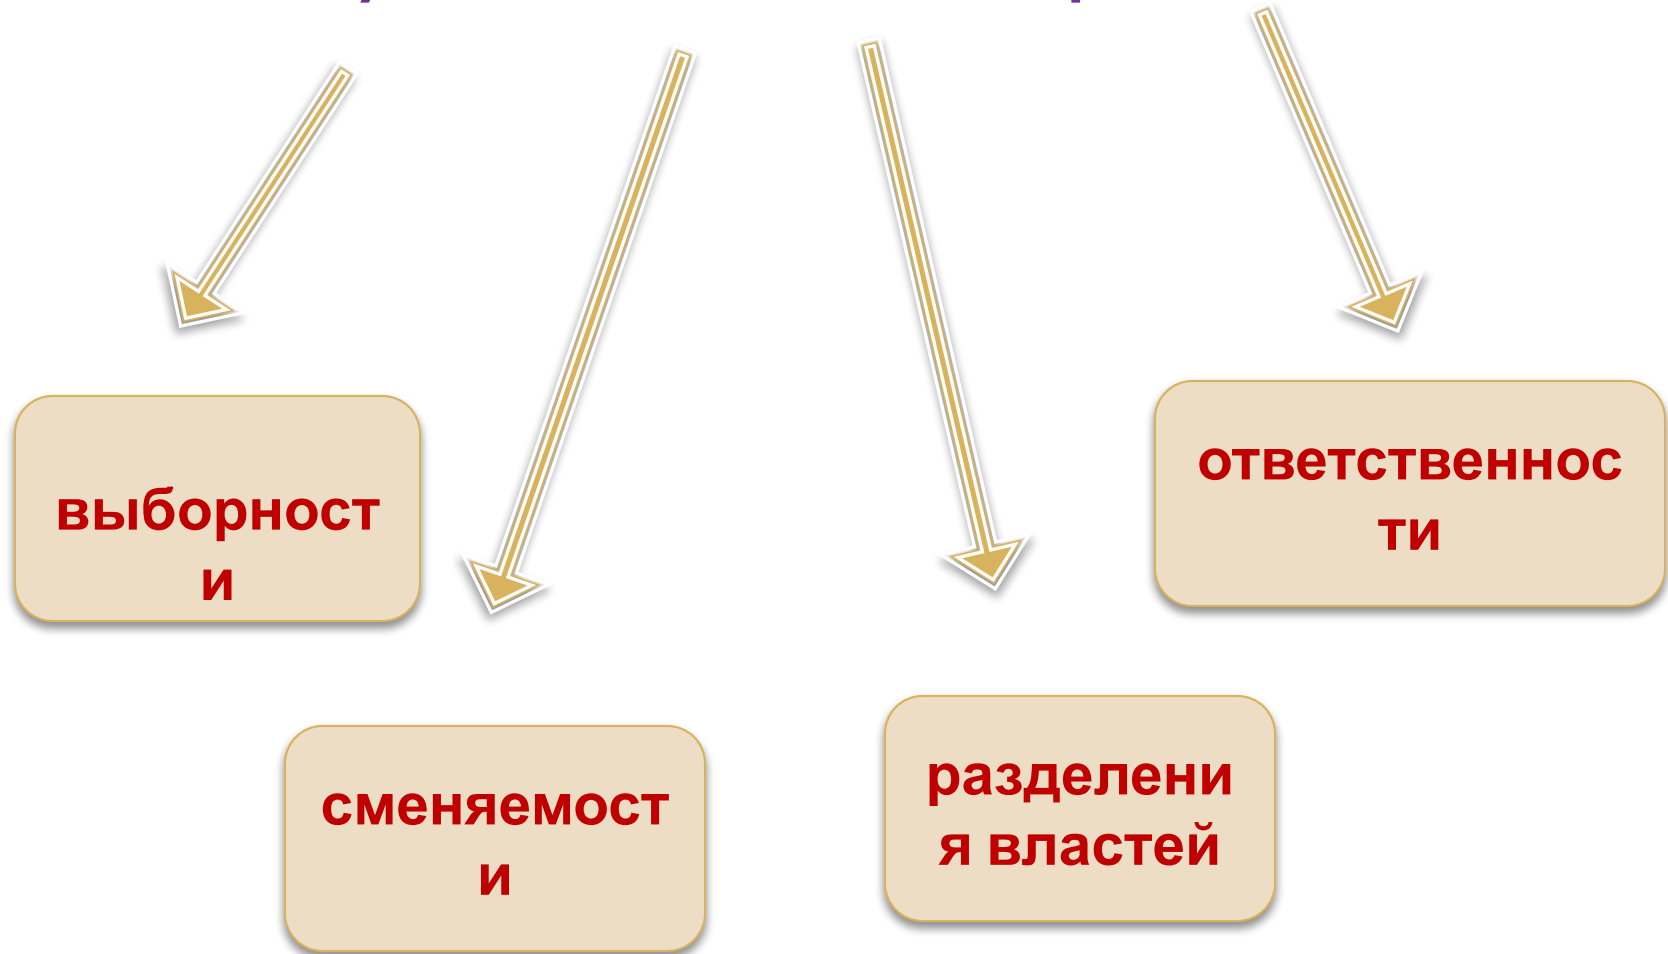 выборност
и
сменяемост
и
разделени
я властей
ответственнос
ти